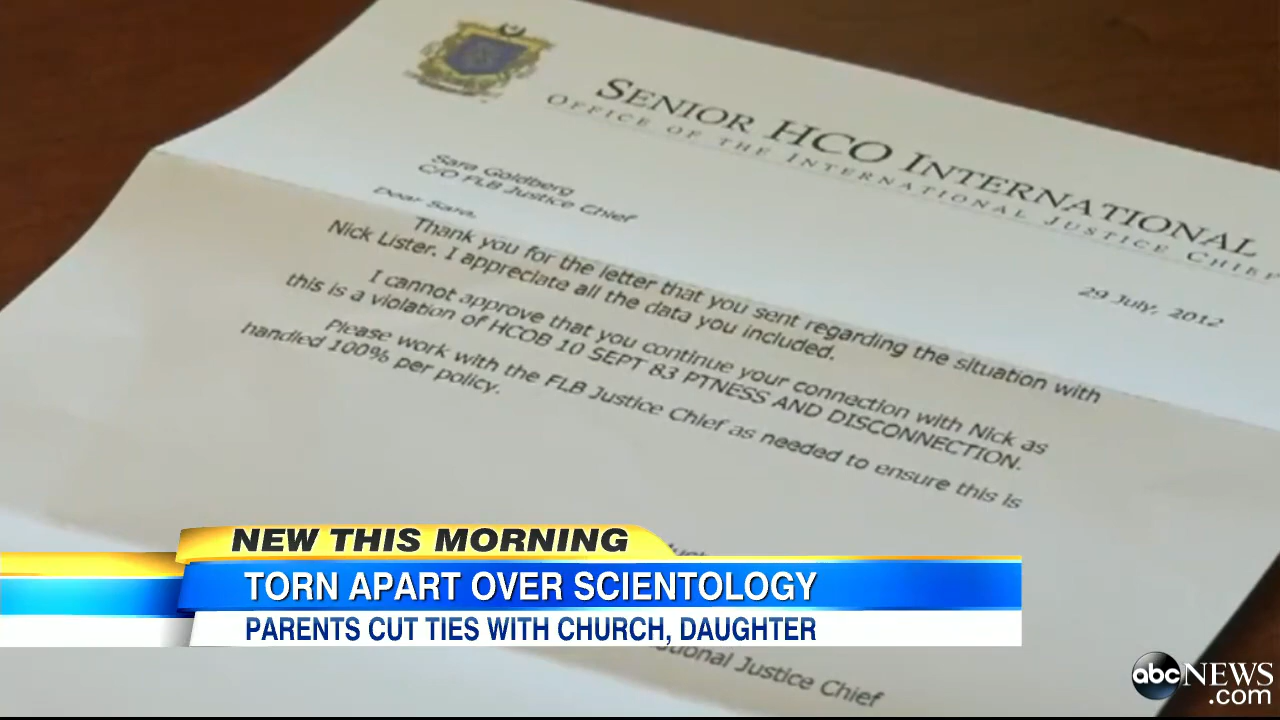 SENIOR HCO INTERNATIONAL
OFFICE OF THE INTERNATIONAL JUSTICE CHIEF
29 July, 2012
Sara Goldberg
C/O FLB Justice Chief
Dear Sara,
Thank you for the letter that you sent regarding the situation with
Nick Lister. I appreciate all the data you included.
I cannot approve that you continue your connection with Nick as
this is a violation of HCOB 10 SEPT 83 PTNESS AND DISCONNECTION.
Please work with the FLB Justice Chief as needed to ensure this is
handled 100% per policy.
Justice Chief
NEW THIS MORNING
TORN APART OVER SCIENTOLOGY
PARENTS CUT TIES WITH CHURCH, DAUGHTER
abc NEWS
.com